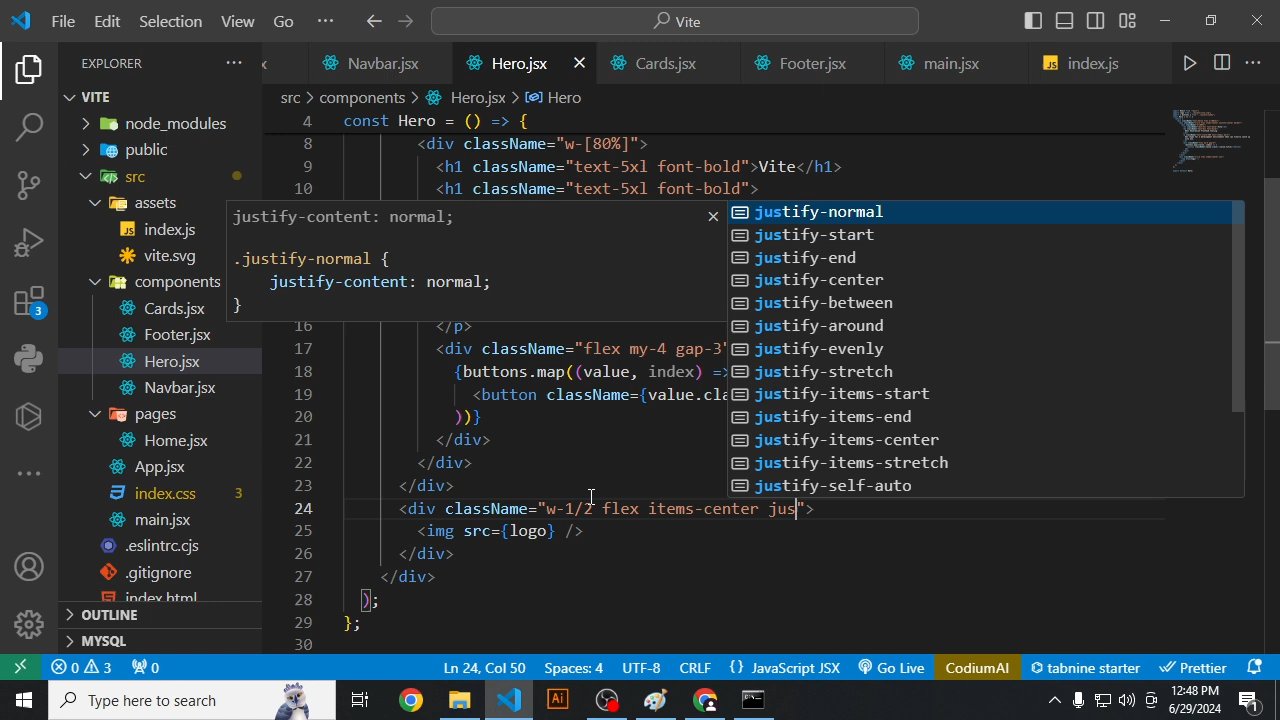 File Edit Selection View Go ··· Vite
EXPLORER ···
Navbar.jsx Hero.jsx Cards.jsx Footer.jsx main.jsx index.js ···
VITE
node_modules
public
src
assets
index.js
vite.svg
components
Cards.jsx
Footer.jsx
Hero.jsx
Navbar.jsx
pages
Home.jsx
App.jsx
index.css 3
main.jsx
.eslintrc.cjs
.gitignore
index.html
OUTLINE
MYSQL
3
src > components > Hero.jsx > Hero
4 const Hero = () => {
8 <div className="w-[80%]">
9 <h1 className="text-5xl font-bold">Vite</h1>
10 <h1 className="text-5xl font-bold">
justify-content: normal;
.justify-normal {
justify-content: normal;
}
justify-normal
justify-start
justify-end
justify-center
justify-between
justify-around
justify-evenly
justify-stretch
justify-items-start
justify-items-end
justify-items-center
justify-items-stretch
justify-self-auto
16 </p>
17 <div className="flex my-4 gap-3"
18 {buttons.map((value, index) =>
19 <button className={value.cla
20 ))}
21 </div>
22 </div>
23 </div>
24 <div className="w-1/2 flex items-center jus">
25 <img src={logo} />
26 </div>
27 </div>
28 );
29 };
30
0 3 0 Ln 24, Col 50 Spaces: 4 UTF-8 CRLF {} JavaScript JSX Go Live CodiumAI tabnine starter Prettier
Type here to search
Ai
12:48 PM
6/29/2024
1